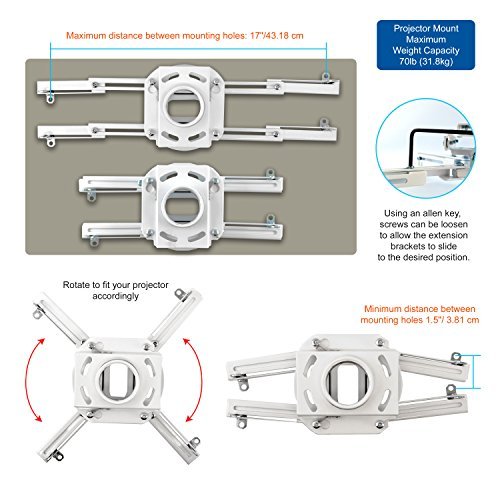 Maximum distance between mounting holes: 17"/43.18 cm
Projector Mount
Maximum
Weight Capacity
70lb (31.8kg)
Using an allen key,
screws can be loosen
to allow the extension
brackets to slide
to the desired position.
Rotate to fit your projector
accordingly
Minimum distance between
mounting holes 1.5"/ 3.81 cm